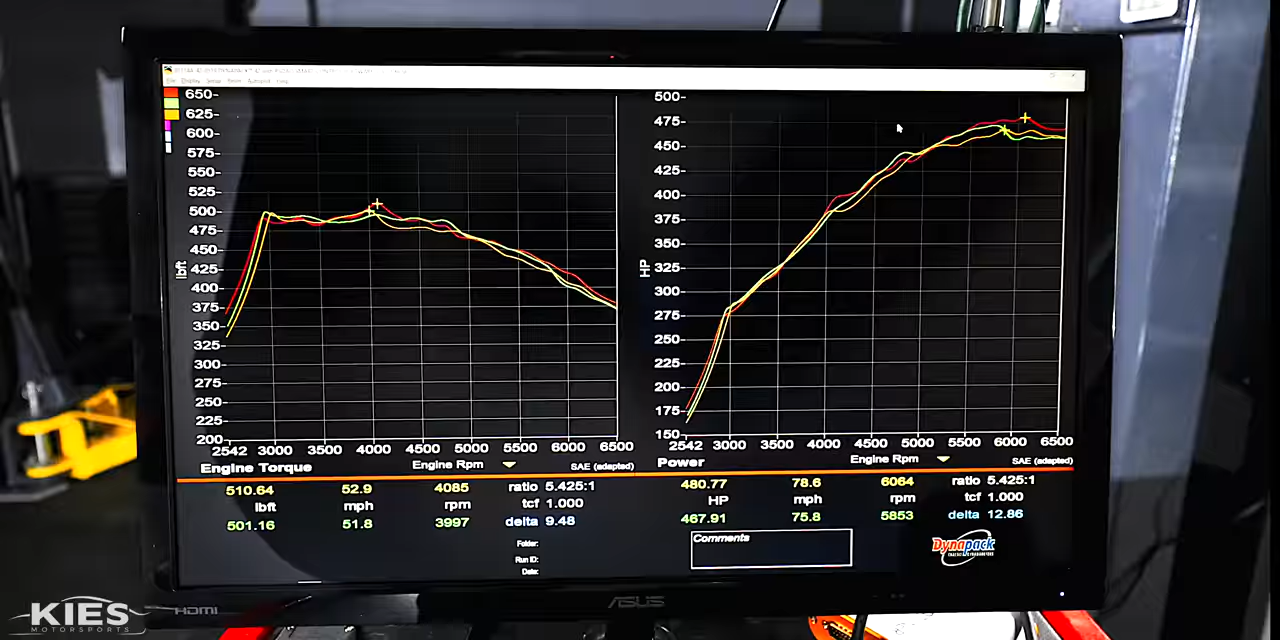 File Display Setup Zoom Autoplot Help
650-
625-
600-
575-
550-
525-
500-
475-
450-
425-
400-
375-
350-
325-
300-
275-
250-
225-
200
lbft
2542 3000 3500 4000 4500 5000 5500 6000 6500
Engine Torque Engine Rpm SAE (adapted)
500-
475-
450-
425-
400-
375-
350-
325-
300-
275-
250-
225-
200-
175-
150-
HP
2542 3000 3500 4000 4500 5000 5500 6000 6500
Power Engine Rpm SAE (adapted)
510.64 52.9 4085 ratio 5.425:1
lbft mph rpm tcf 1.000
501.16 51.8 3997 delta 9.48
480.77 78.6 6064 ratio 5.425:1
HP mph rpm tcf 1.000
467.91 75.8 5853 delta 12.86
Folder:
Run ID:
Date:
Comments
Dynapack
HDMI
ASUS
KIES
MOTORSPORTS